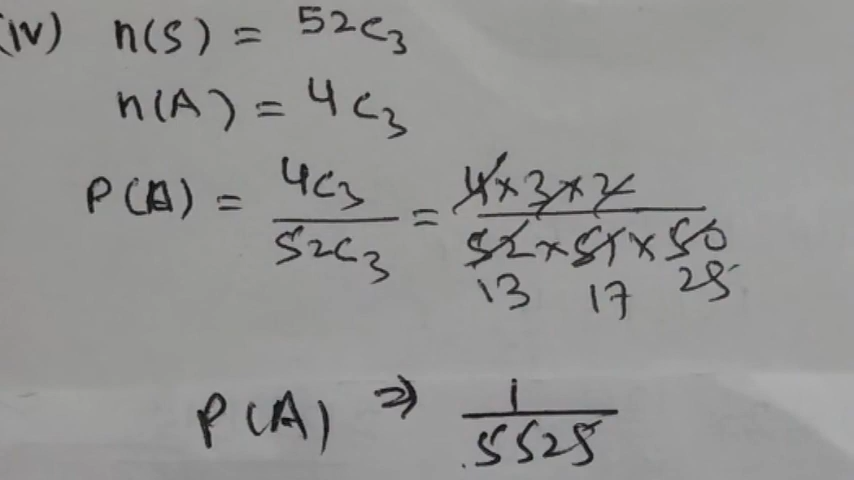 (iv) n(S) = 52c₃
n(A) = 4c₃
P(A) = 4c₃/52c₃ = 4×3×2/52×51×50
13 17 25
P(A) ⇒ 1/5525